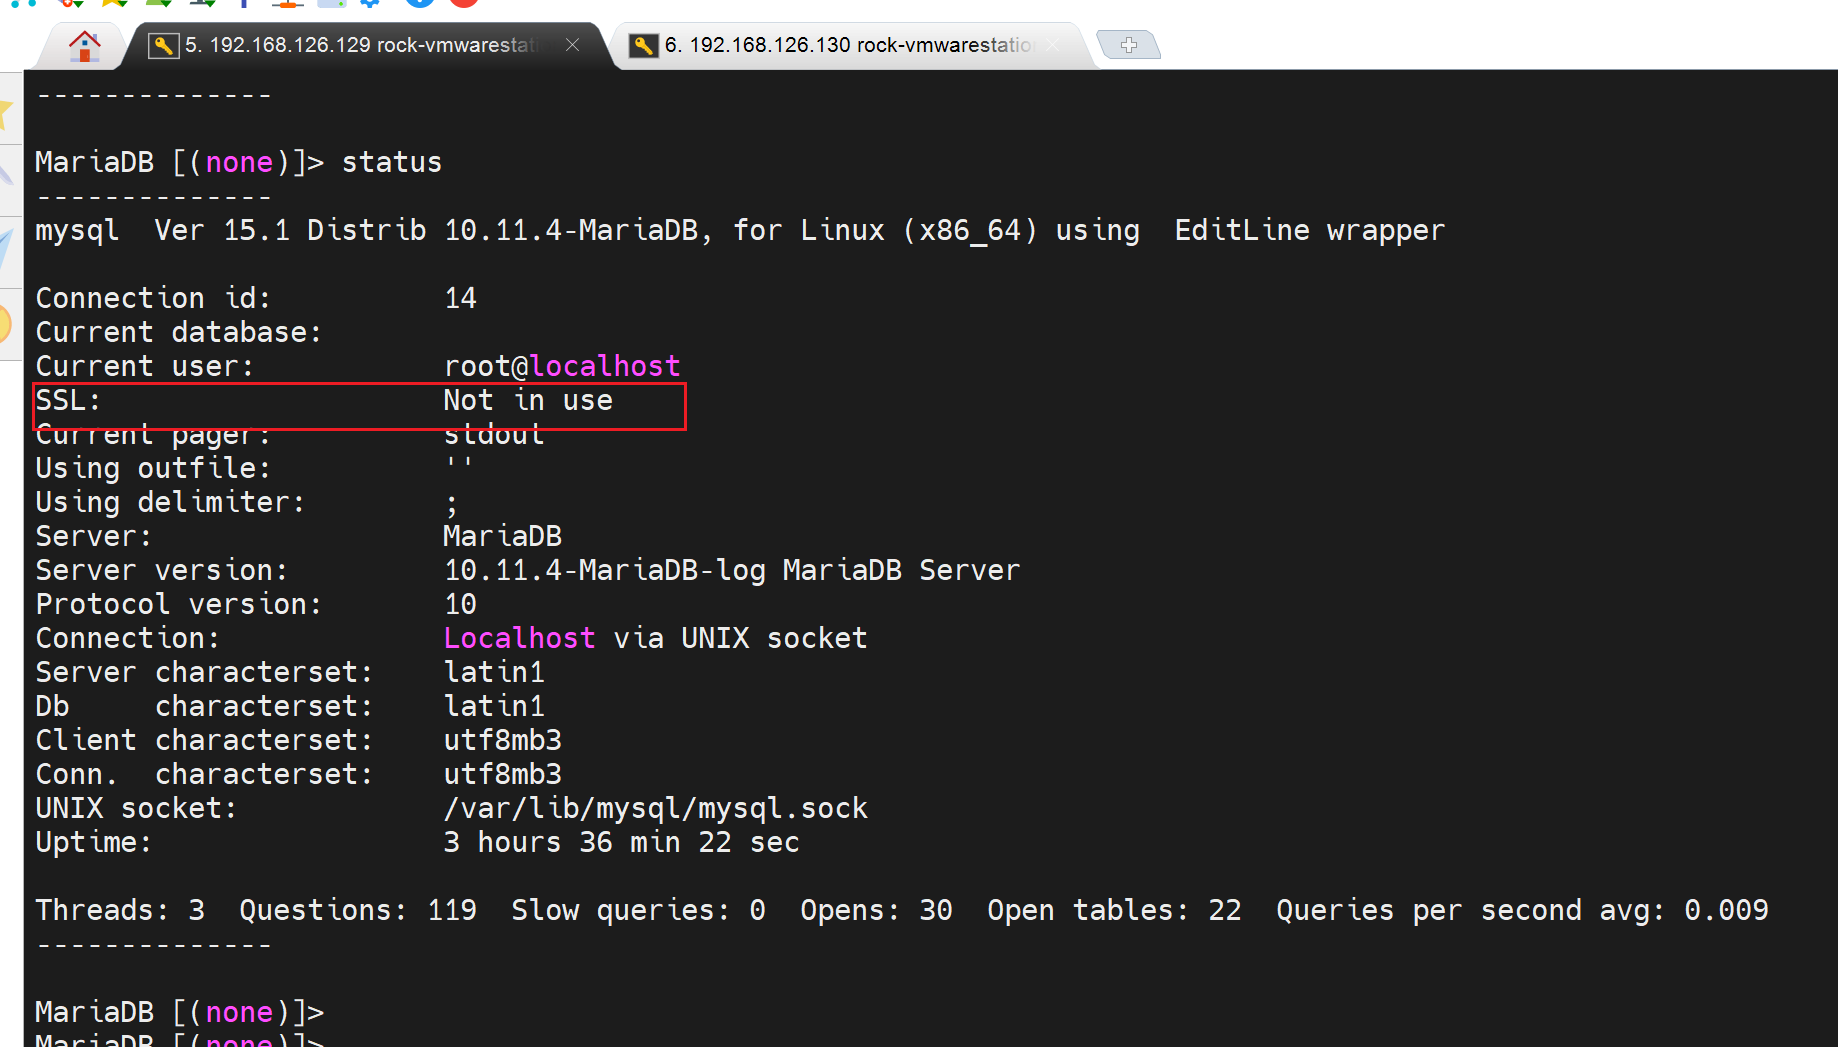 5. 192.168.126.129 rock-vmwarestati
6. 192.168.126.130 rock-vmwarestatio
--------------
MariaDB [(none)]> status
--------------
mysql  Ver 15.1 Distrib 10.11.4-MariaDB, for Linux (x86_64) using  EditLine wrapper
Connection id:          14
Current database:
Current user:           root@localhost
SSL:                    Not in use
Current pager:          stdout
Using outfile:          ''
Using delimiter:        ;
Server:                 MariaDB
Server version:         10.11.4-MariaDB-log MariaDB Server
Protocol version:       10
Connection:             Localhost via UNIX socket
Server characterset:    latin1
Db     characterset:    latin1
Client characterset:    utf8mb3
Conn.  characterset:    utf8mb3
UNIX socket:            /var/lib/mysql/mysql.sock
Uptime:                 3 hours 36 min 22 sec
Threads: 3  Questions: 119  Slow queries: 0  Opens: 30  Open tables: 22  Queries per second avg: 0.009
--------------
MariaDB [(none)]>
MariaDB [(none)]>